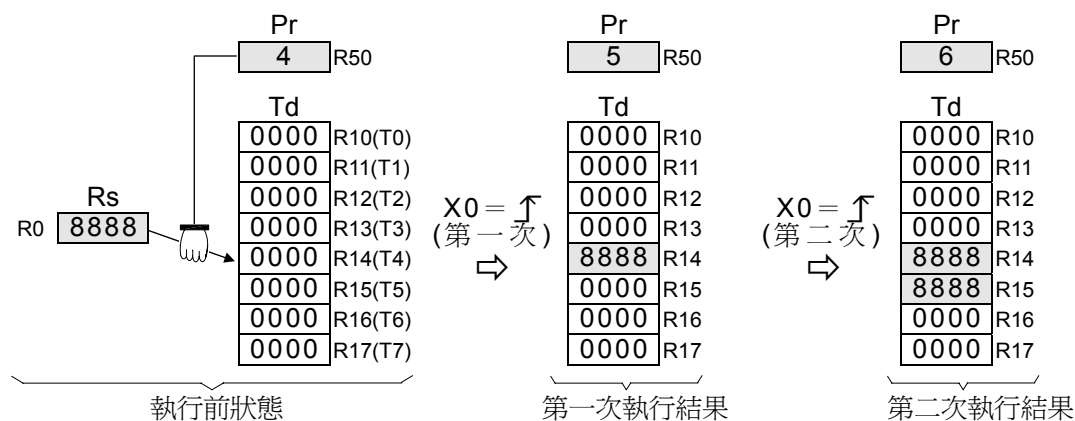 Pr
4 R50
Td
0000 R10(T0)
0000 R11(T1)
0000 R12(T2)
0000 R13(T3)
0000 R14(T4)
0000 R15(T5)
0000 R16(T6)
0000 R17(T7)
Rs
R0 8888
執行前狀態
X0＝
(第一次)
Pr
5 R50
Td
0000 R10
0000 R11
0000 R12
0000 R13
8888 R14
0000 R15
0000 R16
0000 R17
第一次執行結果
X0＝
(第二次)
Pr
6 R50
Td
0000 R10
0000 R11
0000 R12
0000 R13
8888 R14
8888 R15
0000 R16
0000 R17
第二次執行結果